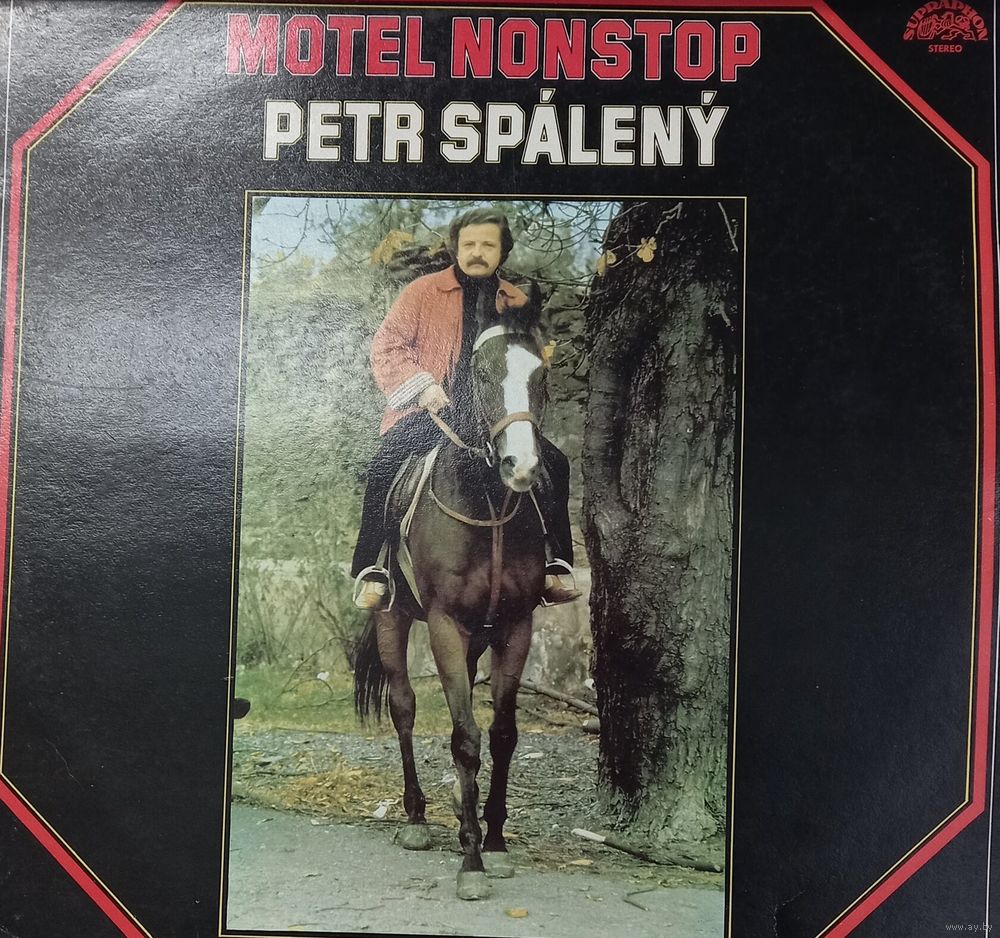 MOTEL NONSTOP
PETR SPÁLENÝ
SUPRAPHON
STEREO
www.ay.by